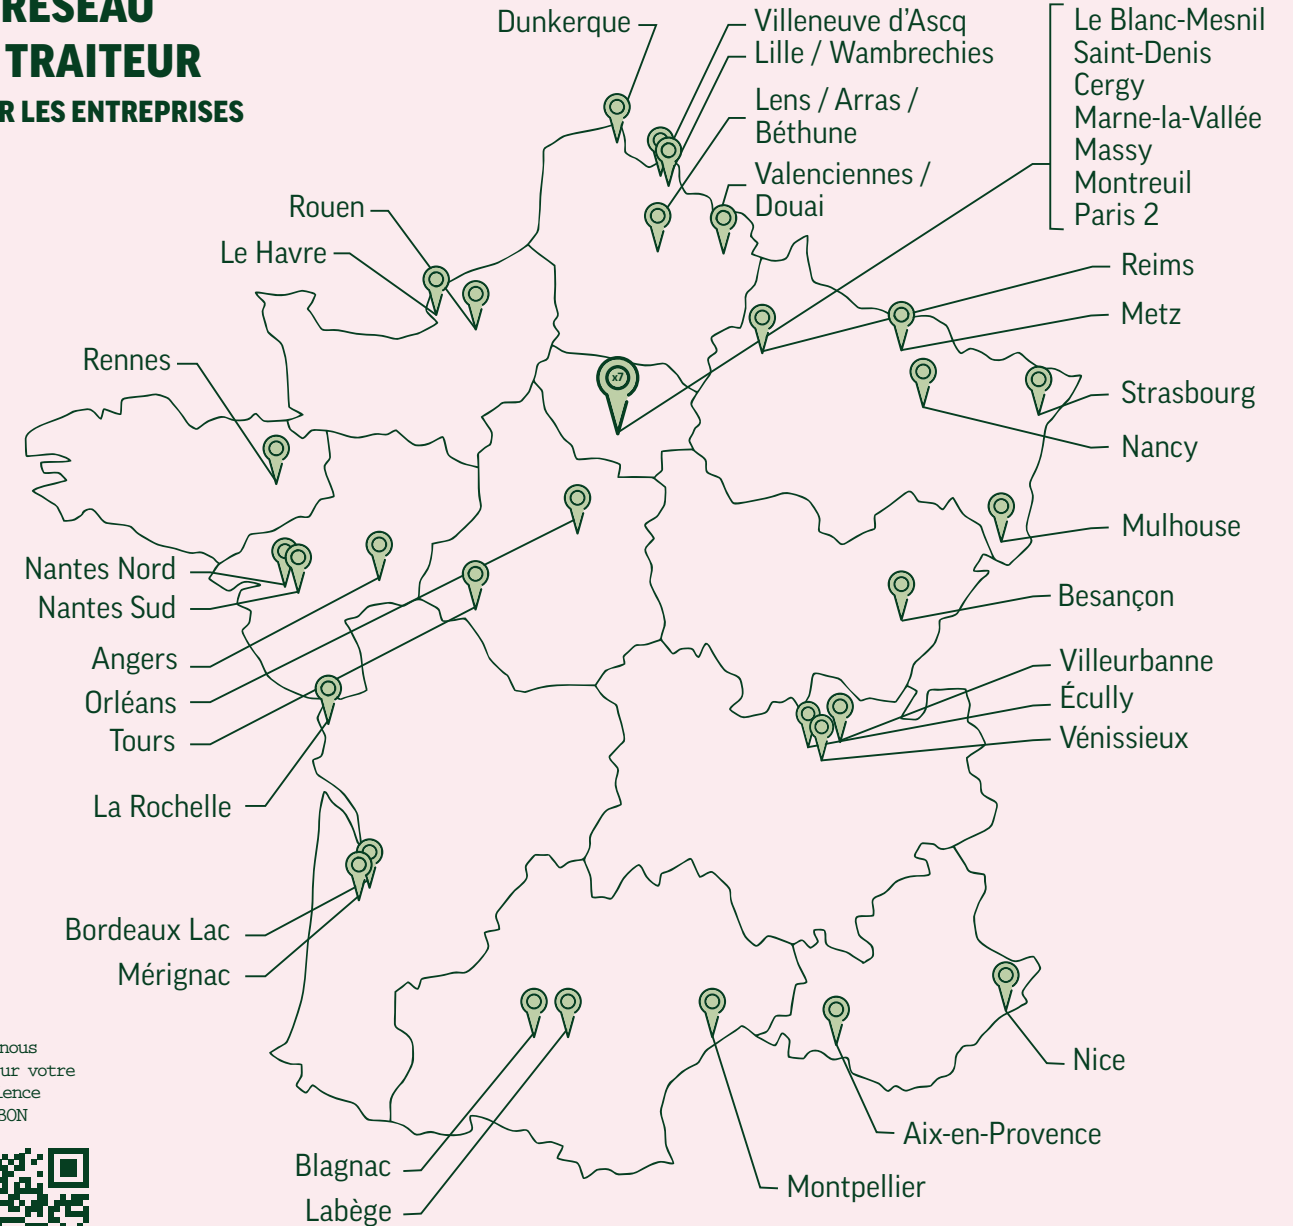 RÉSEAU
TRAITEUR
LES ENTREPRISES
Dunkerque
Villeneuve d'Ascq
Lille / Wambrechies
Lens / Arras /
Béthune
Valenciennes /
Douai
Le Blanc-Mesnil
Saint-Denis
Cergy
Marne-la-Vallée
Massy
Montreuil
Paris 2
Rouen
Le Havre
Rennes
Reims
Metz
Strasbourg
Nancy
Mulhouse
x7
Nantes Nord
Nantes Sud
Angers
Orléans
Tours
La Rochelle
Besançon
Villeurbanne
Écully
Vénissieux
Bordeaux Lac
Mérignac
Nice
Aix-en-Provence
Montpellier
Blagnac
Labège
nous
votre